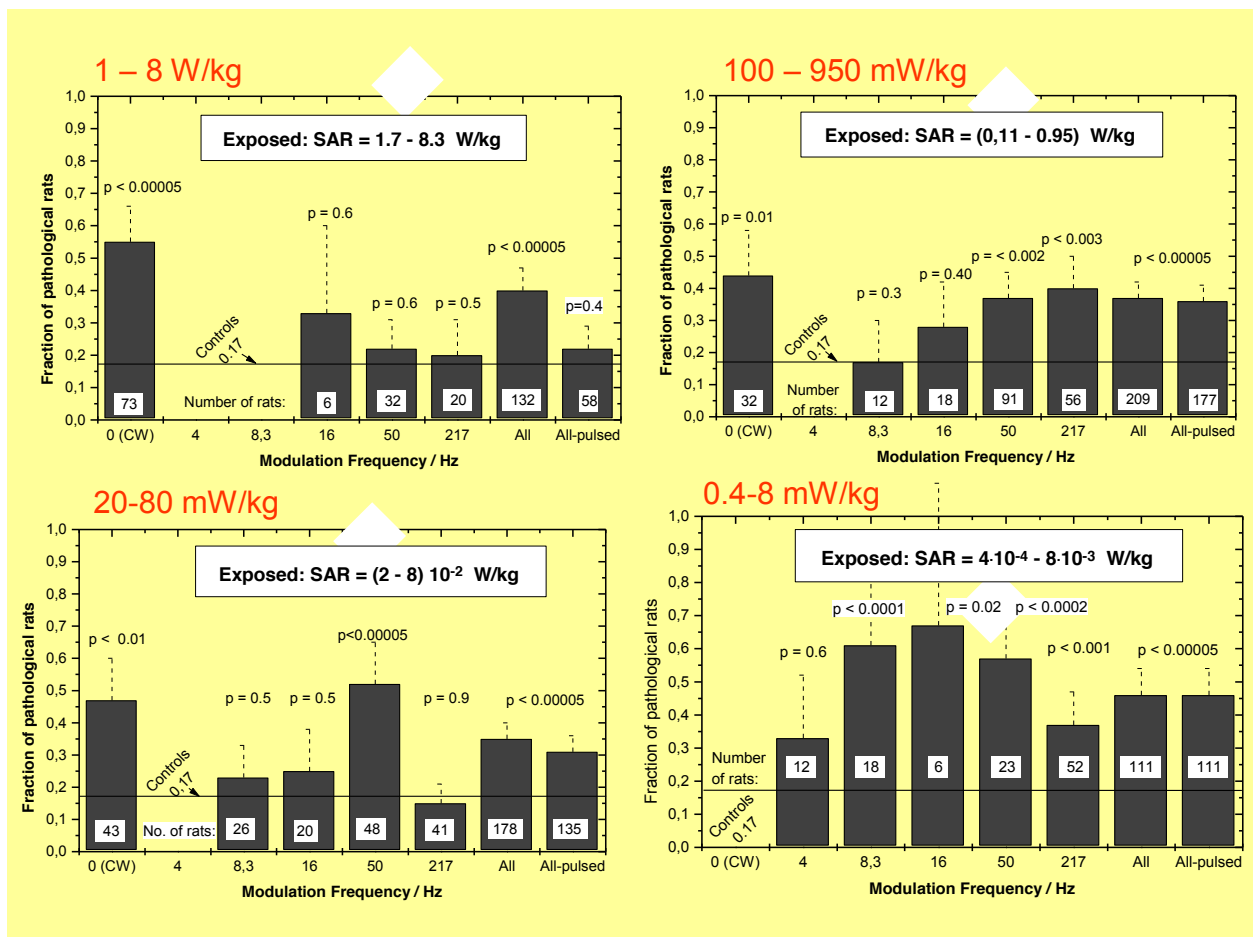 1 – 8 W/kg
1,0
0,9
0,8
0,7
0,6
0,5
0,4
0,3
0,2
0,1
0,0
Fraction of pathological rats
Exposed: SAR = 1.7 - 8.3 W/kg
p < 0.00005
p = 0.6
p < 0.00005
p = 0.6
p = 0.5
p=0.4
Controls
0.17
Number of rats:
73
6
32
20
132
58
0 (CW) 4 8,3 16 50 217 All All-pulsed
Modulation Frequency / Hz
100 – 950 mW/kg
1,0
0,9
0,8
0,7
0,6
0,5
0,4
0,3
0,2
0,1
0,0
Fraction of pathological rats
Exposed: SAR = (0,11 - 0.95) W/kg
p = 0.01
p = 0.3
p = 0.40
p = < 0.002
p < 0.003
p < 0.00005
Controls
0.17
Number
of rats:
32
12
18
91
56
209
177
0 (CW) 4 8,3 16 50 217 All All-pulsed
Modulation Frequency / Hz
20-80 mW/kg
1,0
0,9
0,8
0,7
0,6
0,5
0,4
0,3
0,2
0,1
0,0
Fraction of pathological rats
Exposed: SAR = (2 - 8) 10-2 W/kg
p < 0.01
p = 0.5
p = 0.5
p<0.00005
p = 0.9
p < 0.00005
Controls
0,17
No. of rats:
43
26
20
48
41
178
135
0 (CW) 4 8,3 16 50 217 All All-pulsed
Modulation Frequency / Hz
0.4-8 mW/kg
1,0
0,9
0,8
0,7
0,6
0,5
0,4
0,3
0,2
0,1
0,0
Fraction of pathological rats
Exposed: SAR = 4·10-4 - 8·10-3 W/kg
p = 0.6
p < 0.0001
p = 0.02
p < 0.0002
p < 0.001
p < 0.00005
Number
of rats:
Controls
0.17
12
18
6
23
52
111
111
0 (CW) 4 8,3 16 50 217 All All-pulsed
Modulation Frequency / Hz